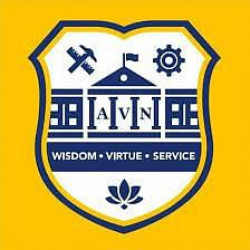 AVN
WISDOM • VIRTUE • SERVICE